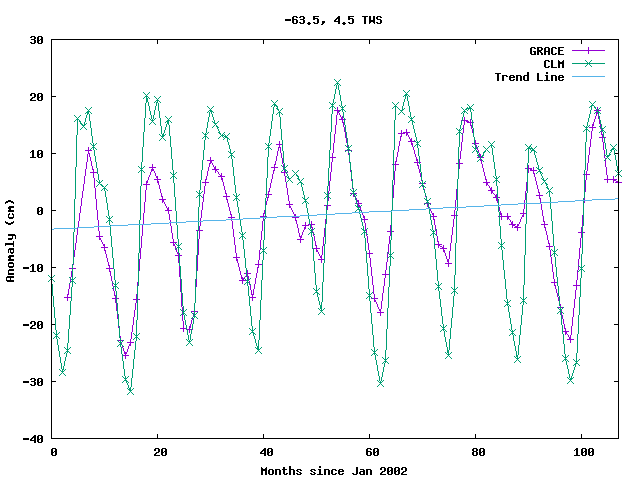 -63.5, 4.5 TWS
GRACE
CLM
Trend Line
30
20
10
0
-10
-20
-30
-40
Anomaly (cm)
0 20 40 60 80 100
Months since Jan 2002